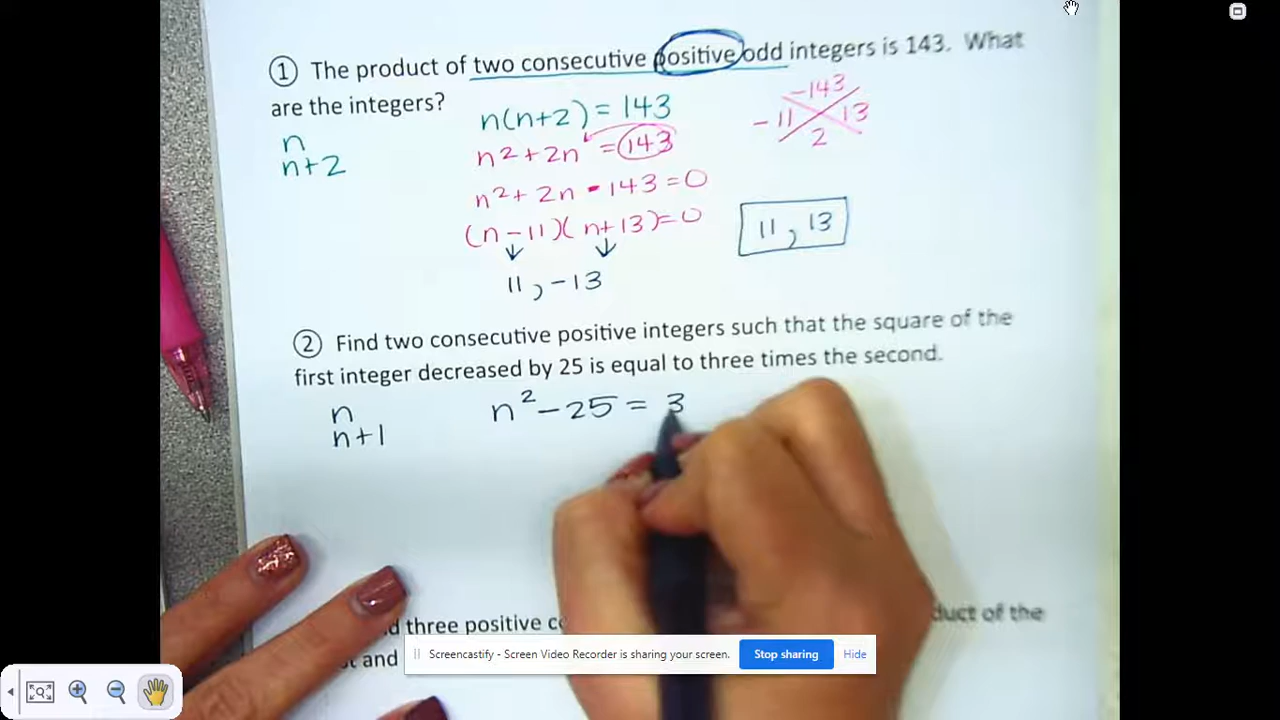 ① The product of two consecutive positive odd integers is 143. What
are the integers?
n
n+2
n(n+2) = 143
n² + 2n = 143
n² + 2n - 143 = 0
(n - 11)(n + 13) = 0
11, -13
-143
-11 13
2
11, 13
② Find two consecutive positive integers such that the square of the
first integer decreased by 25 is equal to three times the second.
n
n+1
n² - 25 = 3
three positive
of the
and
Screencastify - Screen Video Recorder is sharing your screen.
Stop sharing
Hide